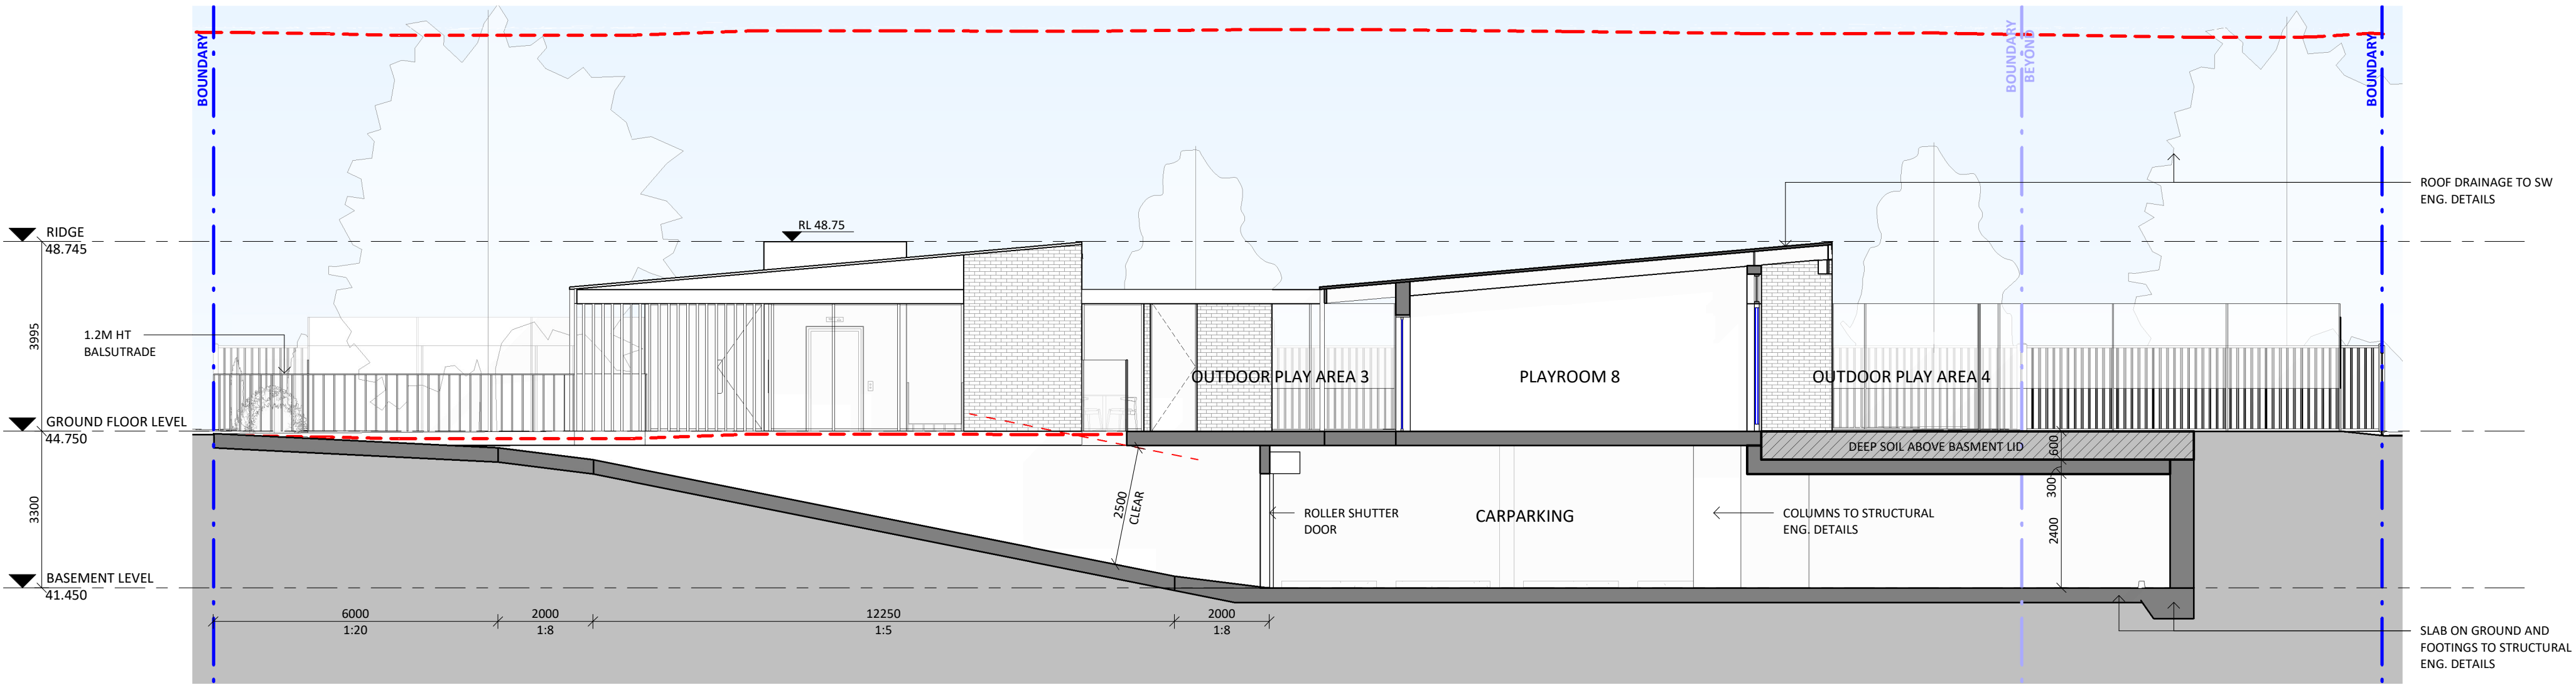 BOUNDARY
BOUNDARY
BEYOND
BOUNDARY
ROOF DRAINAGE TO SW
ENG. DETAILS
RL 48.75
RIDGE
48.745
3995
1.2M HT
BALSUTRADE
OUTDOOR PLAY AREA 3
PLAYROOM 8
OUTDOOR PLAY AREA 4
GROUND FLOOR LEVEL
44.750
DEEP SOIL ABOVE BASMENT LID
600
300
2400
3300
2500
CLEAR
ROLLER SHUTTER
DOOR
CARPARKING
COLUMNS TO STRUCTURAL
ENG. DETAILS
BASEMENT LEVEL
41.450
6000
1:20
2000
1:8
12250
1:5
2000
1:8
SLAB ON GROUND AND
FOOTINGS TO STRUCTURAL
ENG. DETAILS